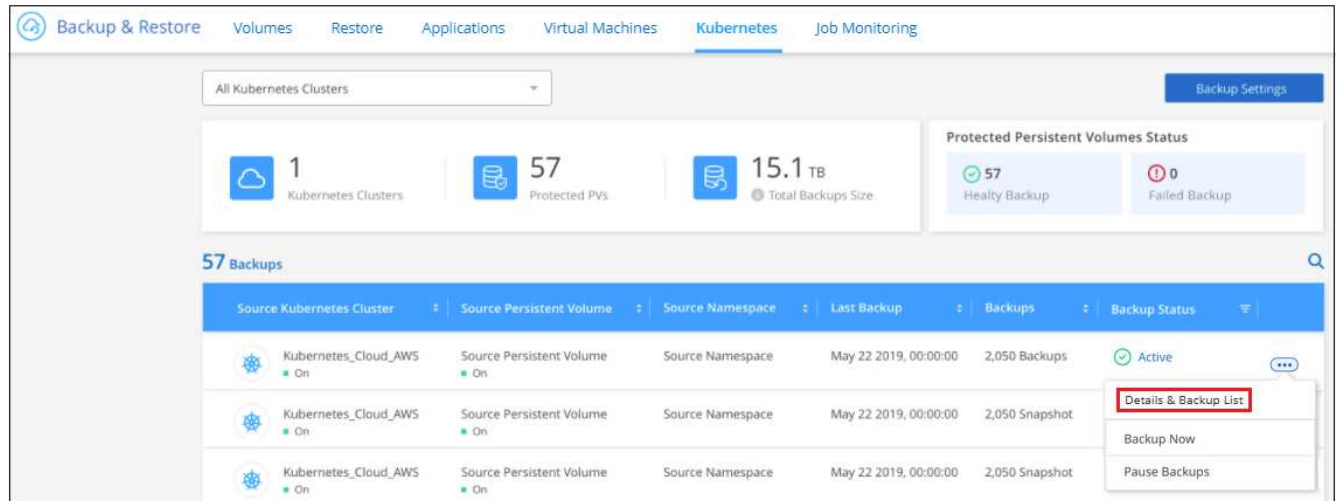 Backup & Restore Volumes Restore Applications Virtual Machines Kubernetes Job Monitoring
All Kubernetes Clusters Backup Settings
1
Kubernetes Clusters
57
Protected PVs
15.1 TB
Total Backups Size
Protected Persistent Volumes Status
57
Healty Backup
0
Failed Backup
57 Backups
Source Kubernetes Cluster Source Persistent Volume Source Namespace Last Backup Backups Backup Status
Kubernetes_Cloud_AWS Source Persistent Volume Source Namespace May 22 2019, 00:00:00 2,050 Backups Active
On On
Details & Backup List
Kubernetes_Cloud_AWS Source Persistent Volume Source Namespace May 22 2019, 00:00:00 2,050 Snapshot
On On
Backup Now
Kubernetes_Cloud_AWS Source Persistent Volume Source Namespace May 22 2019, 00:00:00 2,050 Snapshot
On On
Pause Backups